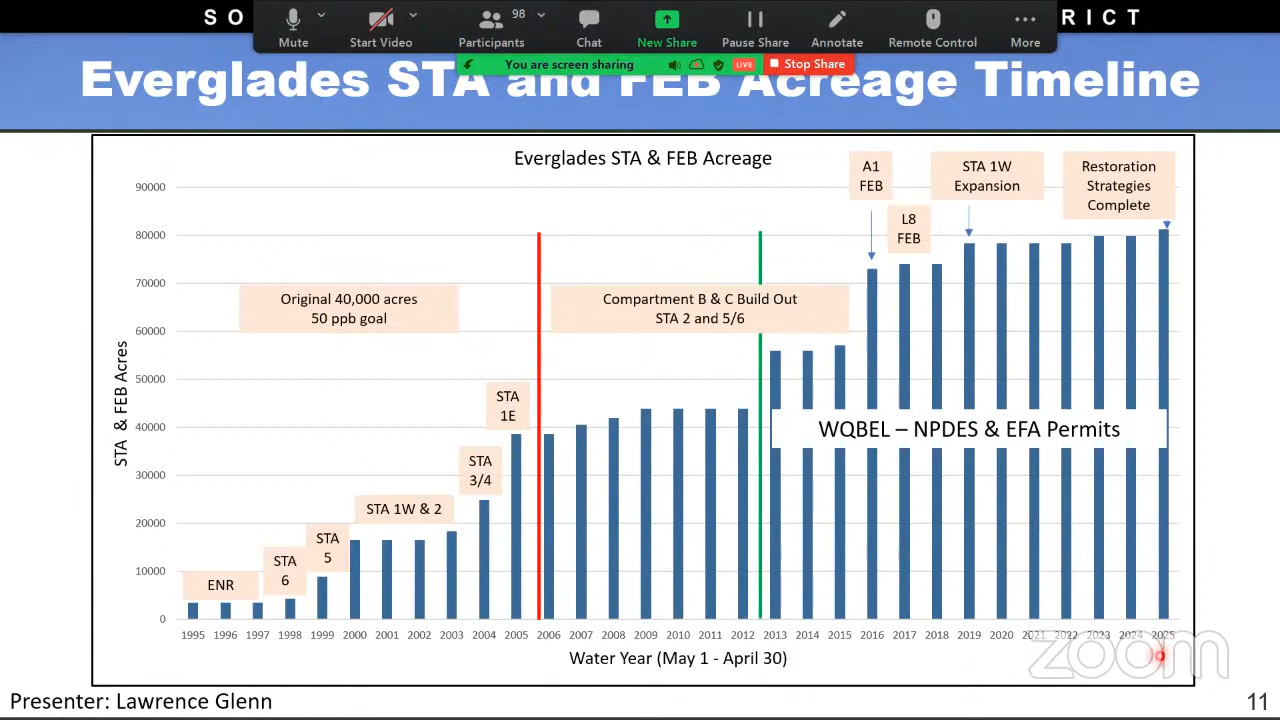 SO
RICT
98
Mute
Start Video
Participants
Chat
New Share
Pause Share
Annotate
Remote Control
More
You are screen sharing
LIVE
Stop Share
Everglades STA and FEB Acreage Timeline
Everglades STA & FEB Acreage
A1
FEB
STA 1W
Expansion
Restoration
Strategies
Complete
L8
FEB
Original 40,000 acres
50 ppb goal
Compartment B & C Build Out
STA 2 and 5/6
STA
1E
WQBEL – NPDES & EFA Permits
STA
3/4
STA 1W & 2
STA
5
STA
6
ENR
STA & FEB Acres
90000
80000
70000
60000
50000
40000
30000
20000
10000
0
1995 1996 1997 1998 1999 2000 2001 2002 2003 2004 2005 2006 2007 2008 2009 2010 2011 2012 2013 2014 2015 2016 2017 2018 2019 2020 2021 2022 2023 2024 2025
Water Year (May 1 - April 30)
zoom
Presenter: Lawrence Glenn
11